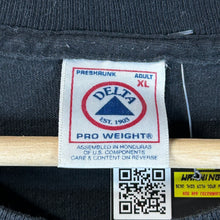 PRESHRUNK ADULT
XL
DELTA
EST. 1903
PRO WEIGHT®
ASSEMBLED IN HONDURAS
OF U.S. COMPONENTS
CARE & CONTENT ON REVERSE